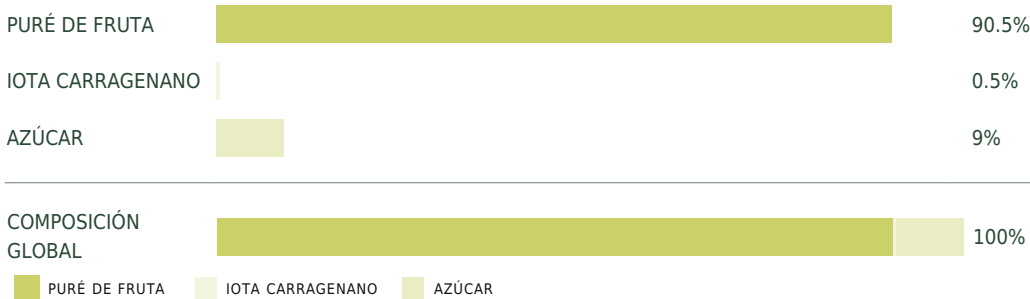 PURÉ DE FRUTA 90.5%
IOTA CARRAGENANO 0.5%
AZÚCAR 9%
COMPOSICIÓN
GLOBAL 100%
PURÉ DE FRUTA IOTA CARRAGENANO AZÚCAR